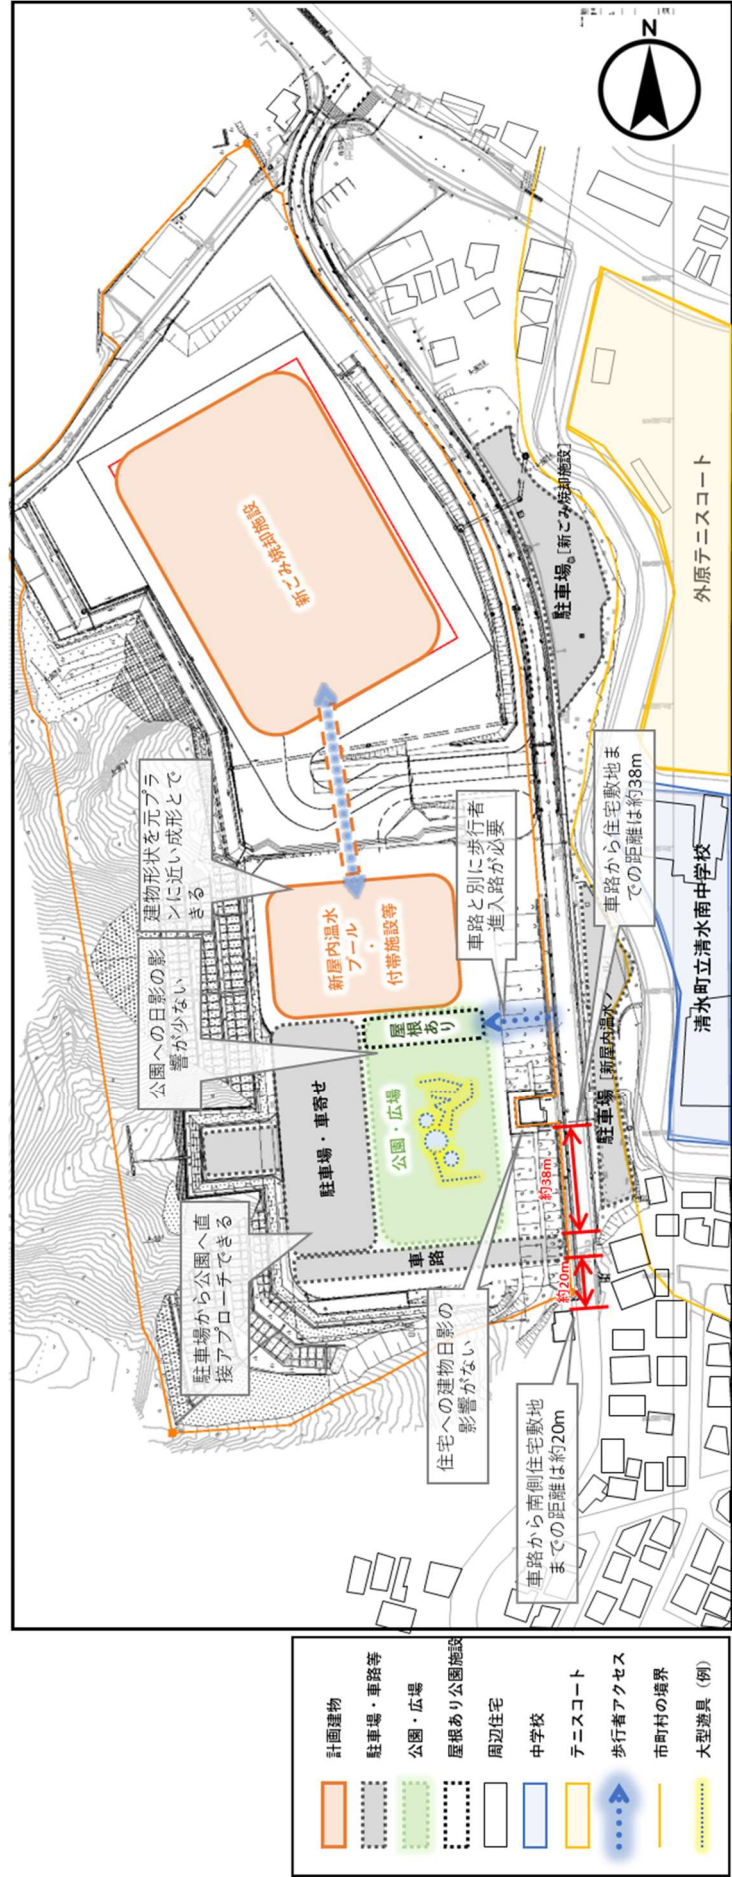 N
新ごみ焼却施設
建物形状を元プラ
ンに近い成形とで
きる
公園への日影の影
響が少ない
駐車場から公園へ直
接アプローチできる
新屋内温水
プール
・
付帯施設等
屋根
あり
駐車場・車寄せ
公園・広場
車路
車路と別に歩行者
進入路が必要
住宅への建物日影の
影響がない
車路から南側住宅敷地
までの距離は約20m
約20m
約38m
車路から住宅敷地ま
での距離は約38m
駐車場
[新ごみ焼却施設]
駐車場
[新屋内温水
外原テニスコート
清水町立清水南中学校
計画建物
駐車場・車路等
公園・広場
屋根あり公園施設
周辺住宅
中学校
テニスコート
歩行者アクセス
市町村の境界
大型遊具（例）